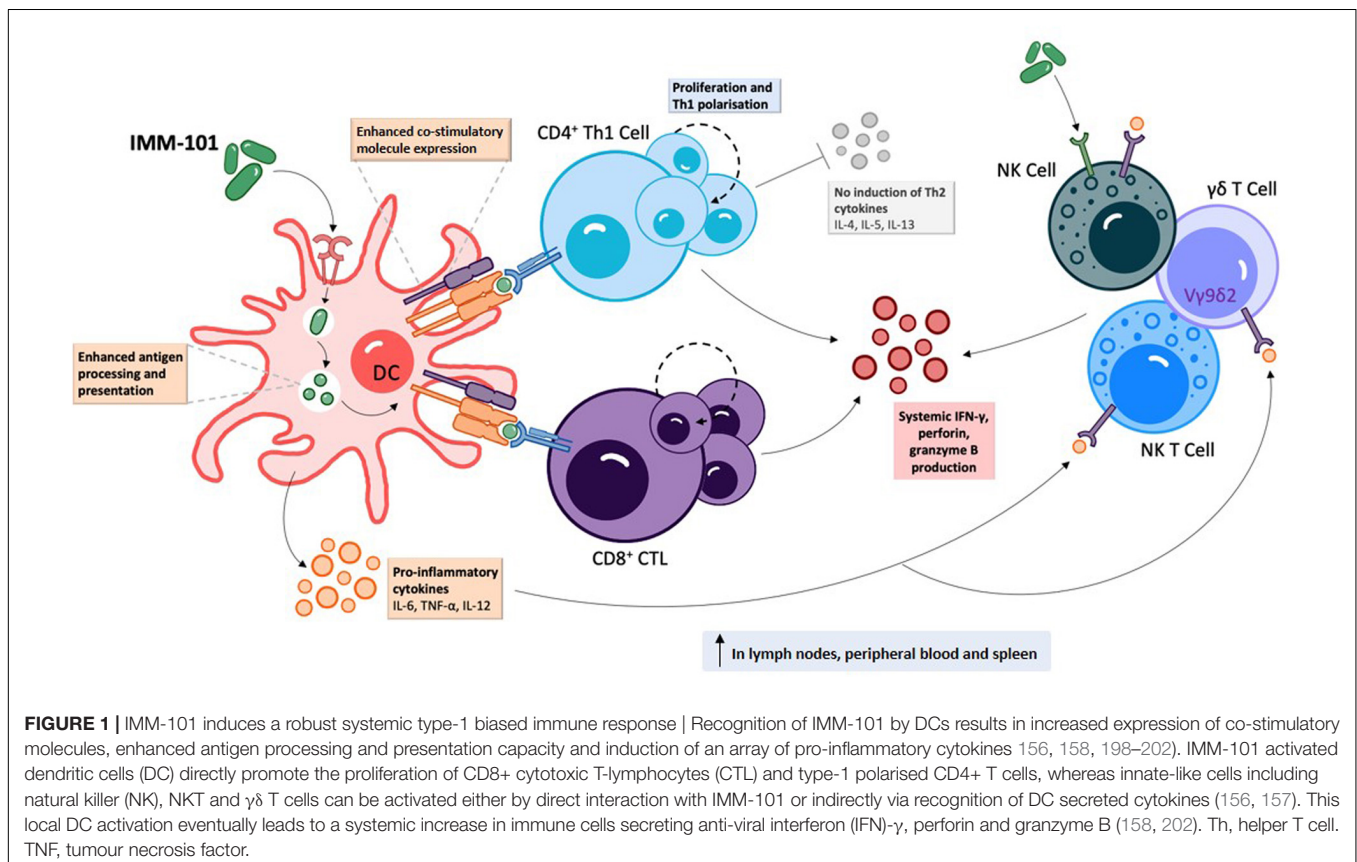 IMM-101
Enhanced co-stimulatory
molecule expression
Proliferation and
Th1 polarisation
CD4⁺ Th1 Cell
No induction of Th2
cytokines
IL-4, IL-5, IL-13
NK Cell
γδ T Cell
Vγ9δ2
NK T Cell
Enhanced antigen
processing and
presentation
DC
Systemic IFN-γ,
perforin,
granzyme B
production
CD8⁺ CTL
Pro-inflammatory
cytokines
IL-6, TNF-α, IL-12
In lymph nodes, peripheral blood and spleen
FIGURE 1 | IMM-101 induces a robust systemic type-1 biased immune response | Recognition of IMM-101 by DCs results in increased expression of co-stimulatory
molecules, enhanced antigen processing and presentation capacity and induction of an array of pro-inflammatory cytokines 156, 158, 198–202). IMM-101 activated
dendritic cells (DC) directly promote the proliferation of CD8+ cytotoxic T-lymphocytes (CTL) and type-1 polarised CD4+ T cells, whereas innate-like cells including
natural killer (NK), NKT and γδ T cells can be activated either by direct interaction with IMM-101 or indirectly via recognition of DC secreted cytokines (156, 157). This
local DC activation eventually leads to a systemic increase in immune cells secreting anti-viral interferon (IFN)-γ, perforin and granzyme B (158, 202). Th, helper T cell.
TNF, tumour necrosis factor.